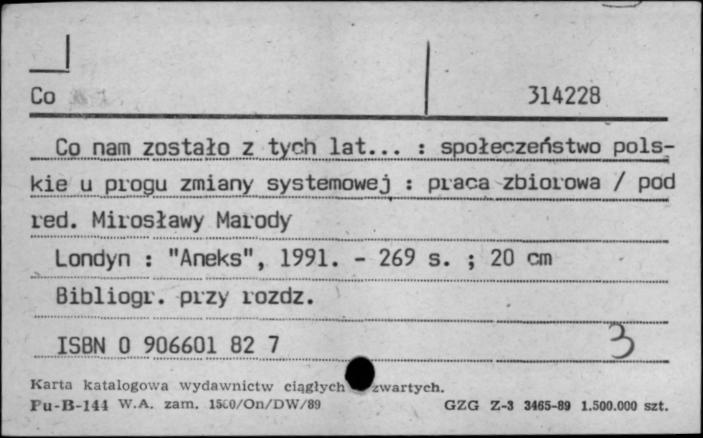 Co 314228
Co nam zostało z tych lat... : społeczeństwo pols-
kie u progu zmiany systemowej : praca zbiorowa / pod
red. Mirosławy Marody
Londyn : "Aneks", 1991. - 269 s. ; 20 cm
Bibliogr. przy rozdz.
ISBN 0 906601 82 7 3
Karta katalogowa wydawnictw ciągłych zwartych.
Pu-B-144 W.A. zam. 1500/On/DW/89 GZG Z-3 3465-89 1.500.000 szt.